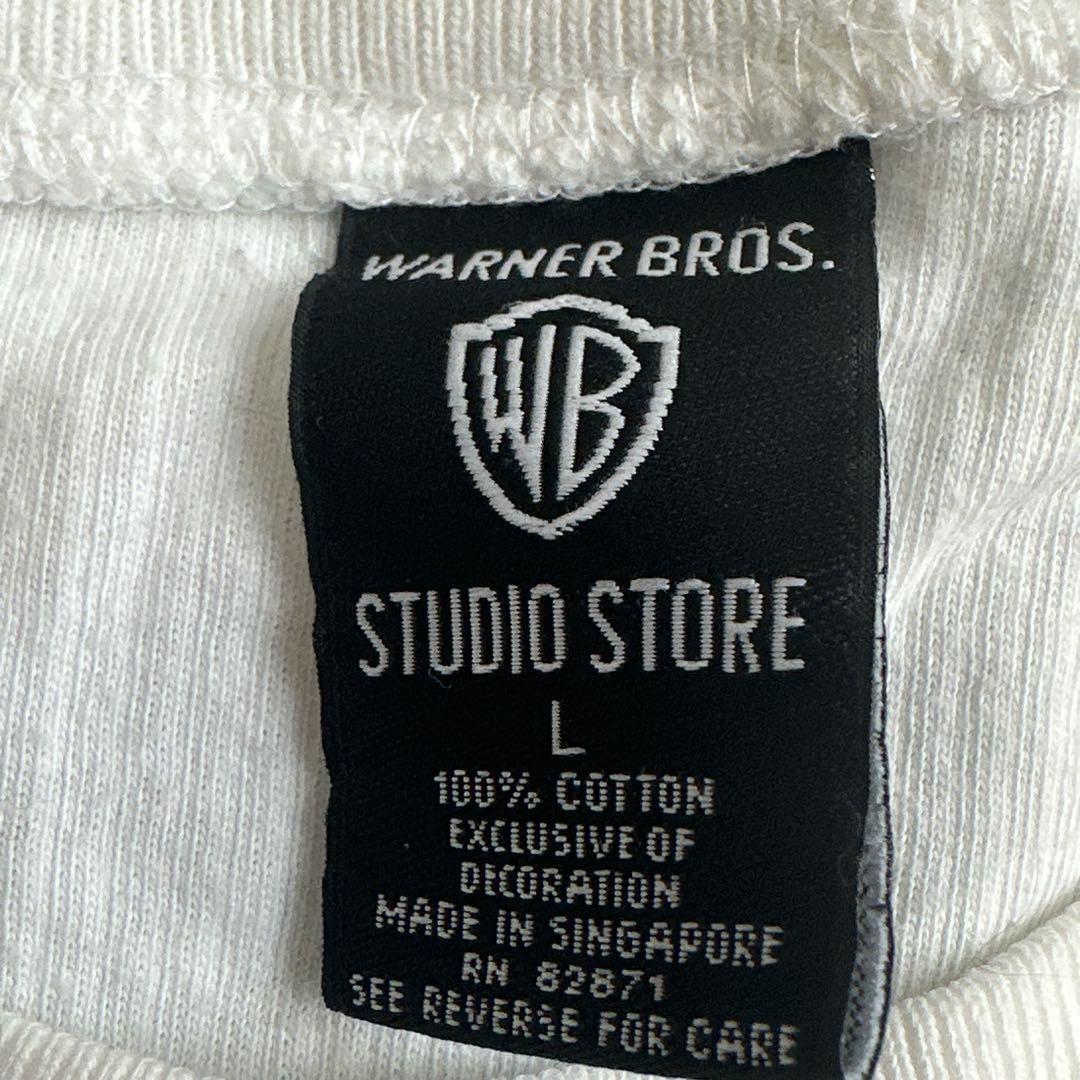 WARNER BROS.
WB
STUDIO STORE
L
100% COTTON
EXCLUSIVE OF
DECORATION
MADE IN SINGAPORE
RN 82871
SEE REVERSE FOR CARE